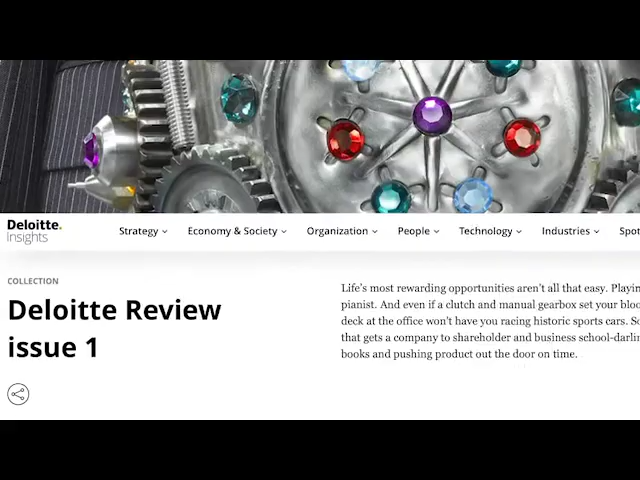 Deloitte.
Insights
Strategy
Economy & Society
Organization
People
Technology
Industries
COLLECTION
Deloitte Review
issue 1
Life's most rewarding opportunities aren't all that easy.
pianist. And even if a clutch and manual gearbox set your
deck at the office won't have you racing historic sports cars.
that gets a company to shareholder and business
books and pushing product out the door on time.